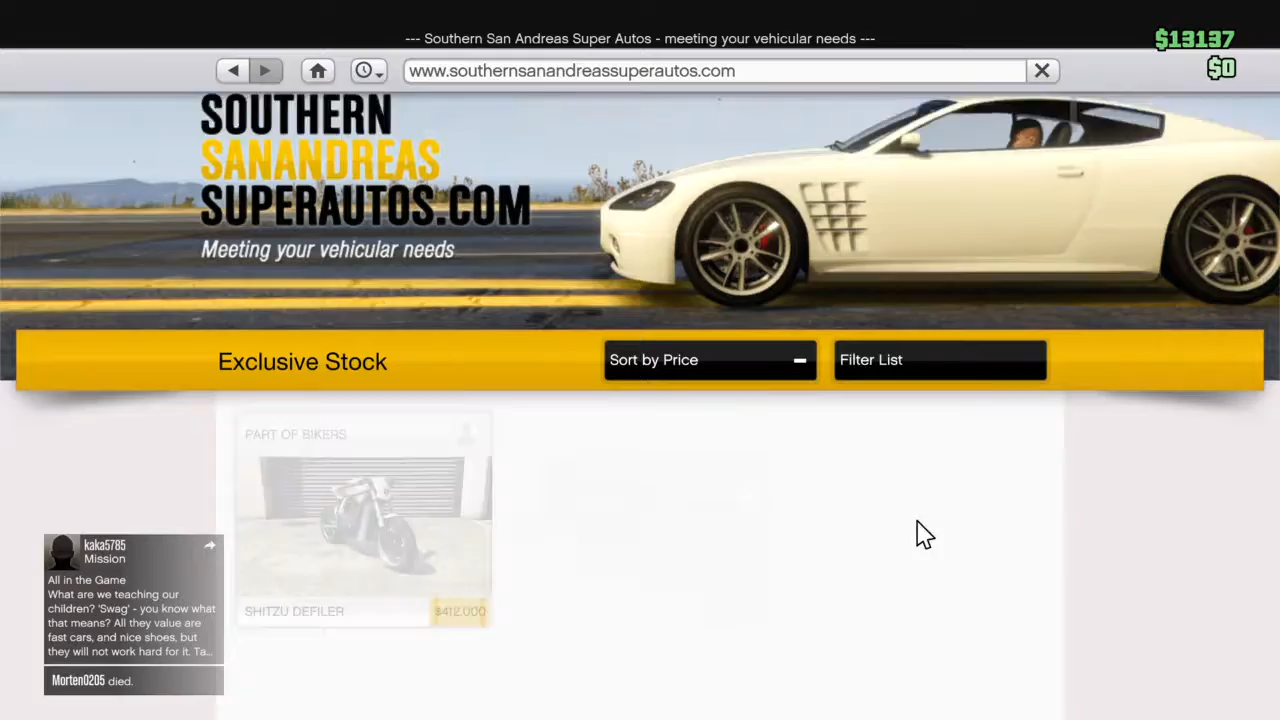 --- Southern San Andreas Super Autos - meeting your vehicular needs ---
$13137
$0
www.southernsanandreassuperautos.com
SOUTHERN
SANANDREAS
SUPERAUTOS.COM
Meeting your vehicular needs
Exclusive Stock
Sort by Price
Filter List
PART OF BIKERS
SHITZU DEFILER
$412,000
kaka5785
Mission
All in the Game
What are we teaching our
children? 'Swag' - you know what
that means? All they value are
fast cars, and nice shoes, but
they will not work hard for it. Ta...
Morten0205 died.